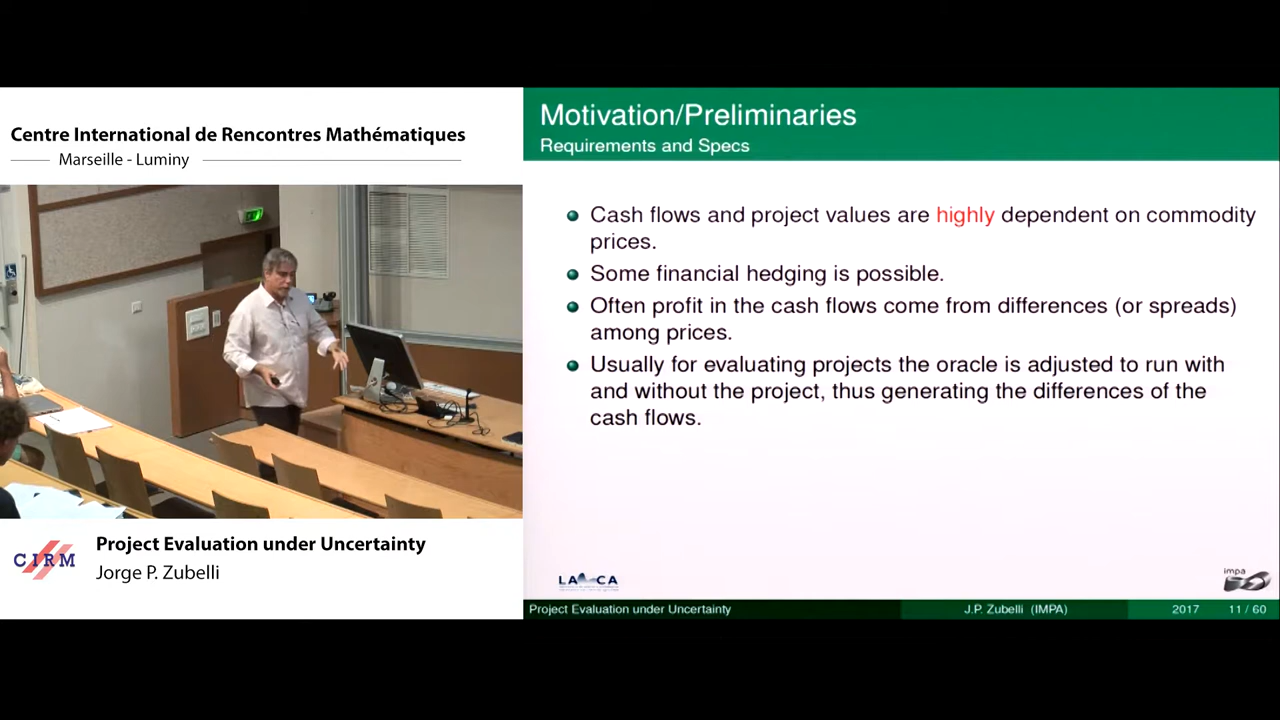 Centre International de Rencontres Mathématiques
Marseille - Luminy
CIRM
Project Evaluation under Uncertainty
Jorge P. Zubelli
Motivation/Preliminaries
Requirements and Specs
Cash flows and project values are highly dependent on commodity
prices.
Some financial hedging is possible.
Often profit in the cash flows come from differences (or spreads)
among prices.
Usually for evaluating projects the oracle is adjusted to run with
and without the project, thus generating the differences of the
cash flows.
impa
Project Evaluation under Uncertainty
J.P. Zubelli (IMPA)
2017
11 / 60